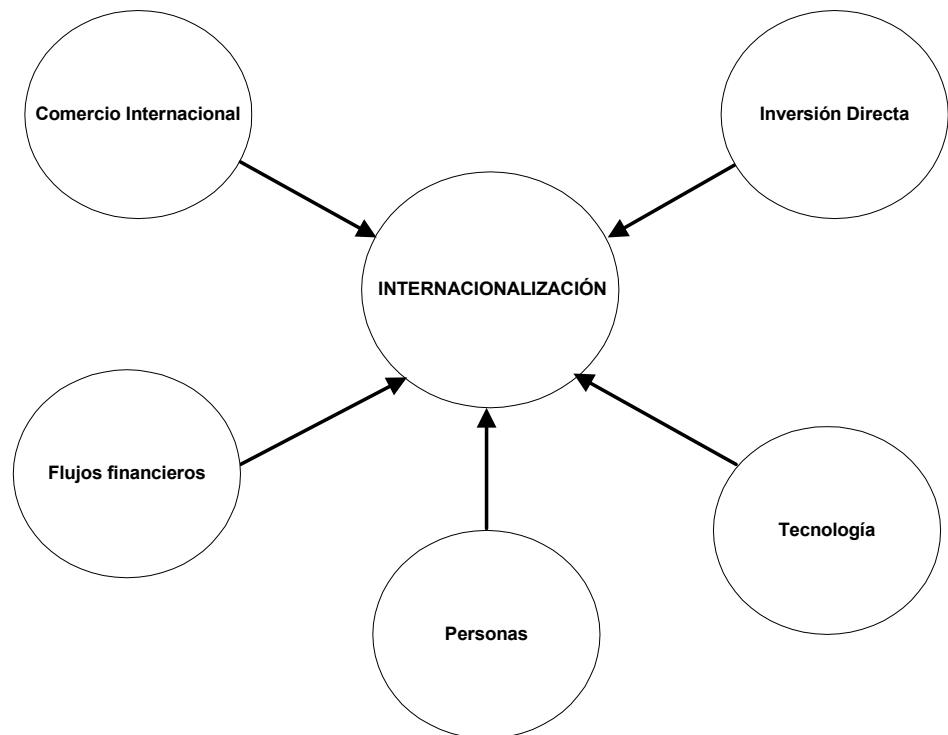 Comercio Internacional
Inversión Directa
INTERNACIONALIZACIÓN
Flujos financieros
Tecnología
Personas